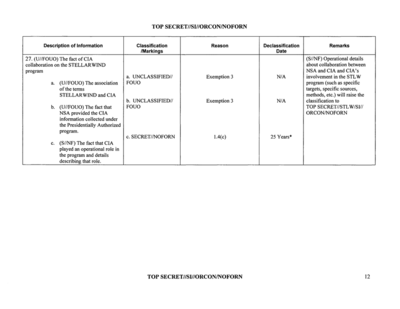 TOP SECRET//SI//ORCON/NOFORN
Description of Information
Classification
/Markings
Reason
Declassification
Date
Remarks
27. (U//FOUO) The fact of CIA
collaboration on the STELLARWIND
program
a. (U//FOUO) The association
of the terms
STELLARWIND and CIA
b. (U//FOUO) The fact that
NSA provided the CIA
information collected under
the Presidentially Authorized
program.
c. (S//NF) The fact that CIA
played an operational role in
the program and details
describing that role.
a. UNCLASSIFIED//
FOUO
b. UNCLASSIFIED//
FOUO
c. SECRET//NOFORN
Exemption 3
Exemption 3
1.4(c)
N/A
N/A
25 Years*
(S//NF) Operational details
about collaboration between
NSA and CIA and CIA's
involvement in the STLW
program (such as specific
targets, specific sources,
methods, etc.) will raise the
classification to
TOP SECRET//STLW/SI//
ORCON/NOFORN
TOP SECRET//SI//ORCON/NOFORN
12